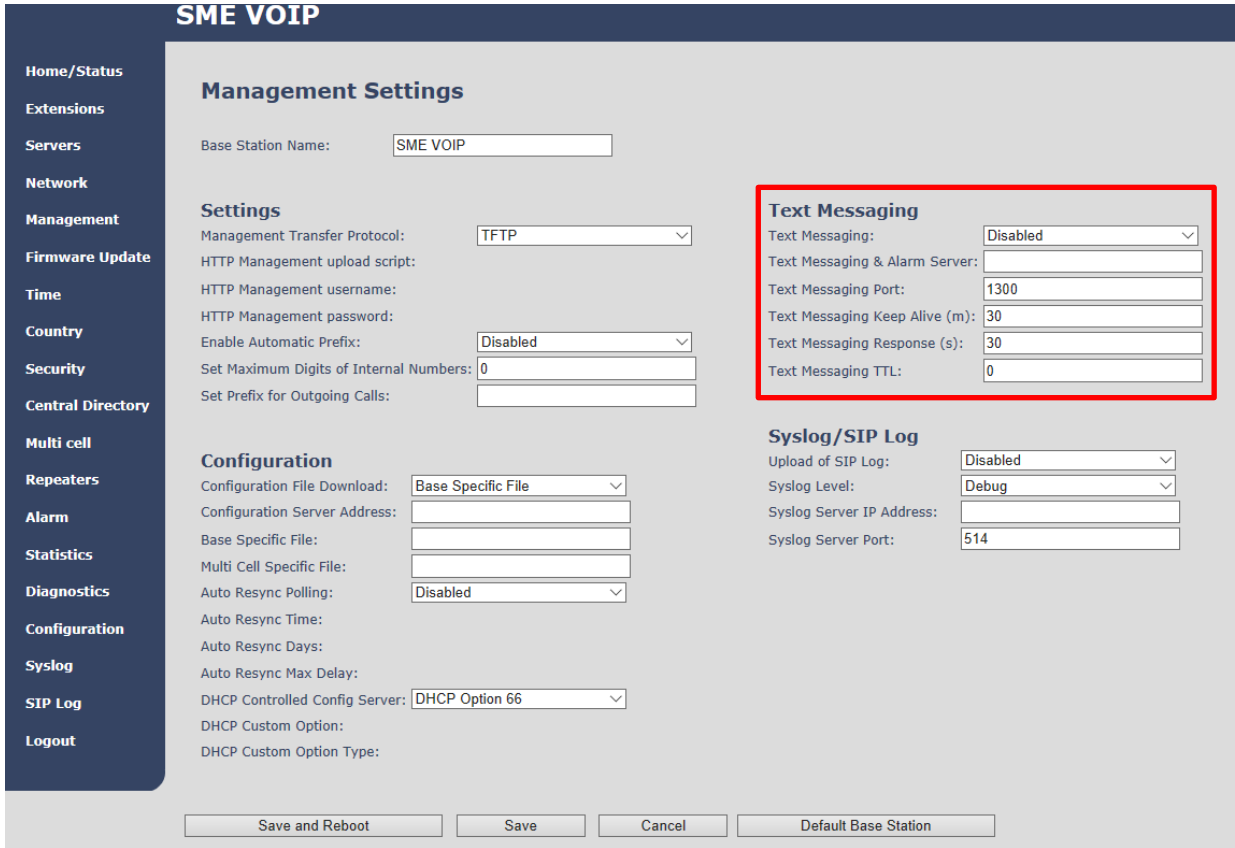 SME VOIP
Home/Status
Extensions
Servers
Network
Management
Firmware Update
Time
Country
Security
Central Directory
Multi cell
Repeaters
Alarm
Statistics
Diagnostics
Configuration
Syslog
SIP Log
Logout
Management Settings
Base Station Name: SME VOIP
Settings
Management Transfer Protocol: TFTP
HTTP Management upload script:
HTTP Management username:
HTTP Management password:
Enable Automatic Prefix: Disabled
Set Maximum Digits of Internal Numbers: 0
Set Prefix for Outgoing Calls:
Configuration
Configuration File Download: Base Specific File
Configuration Server Address:
Base Specific File:
Multi Cell Specific File:
Auto Resync Polling: Disabled
Auto Resync Time:
Auto Resync Days:
Auto Resync Max Delay:
DHCP Controlled Config Server: DHCP Option 66
DHCP Custom Option:
DHCP Custom Option Type:
Text Messaging
Text Messaging: Disabled
Text Messaging & Alarm Server:
Text Messaging Port: 1300
Text Messaging Keep Alive (m): 30
Text Messaging Response (s): 30
Text Messaging TTL: 0
Syslog/SIP Log
Upload of SIP Log: Disabled
Syslog Level: Debug
Syslog Server IP Address:
Syslog Server Port: 514
Save and Reboot Save Cancel Default Base Station